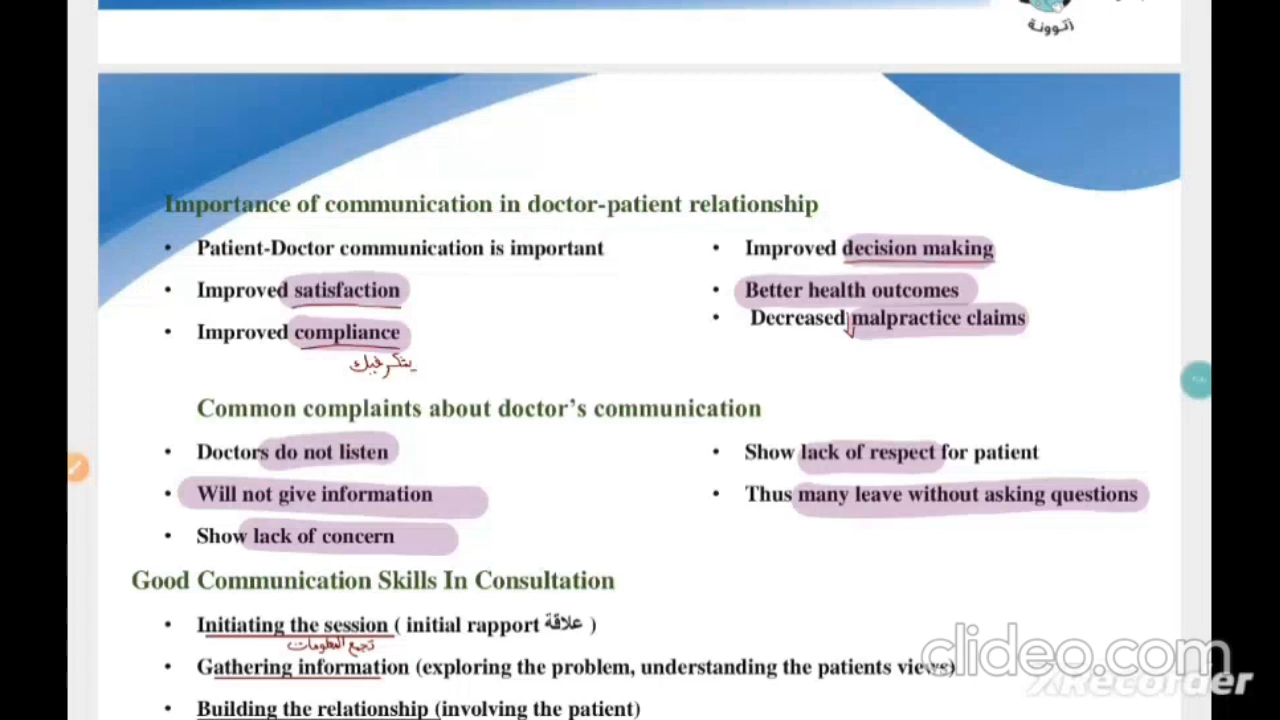 زتوونة
Importance of communication in doctor-patient relationship
• Patient-Doctor communication is important
• Improved satisfaction
• Improved compliance
• Improved decision making
• Better health outcomes
• Decreased malpractice claims
Common complaints about doctor's communication
• Doctors do not listen
• Will not give information
• Show lack of concern
• Show lack of respect for patient
• Thus many leave without asking questions
Good Communication Skills In Consultation
• Initiating the session ( initial rapport علاقة )
تجمع المعلومات
• Gathering information (exploring the problem, understanding the patients views)
• Building the relationship (involving the patient)
clideo.com
XRecorder